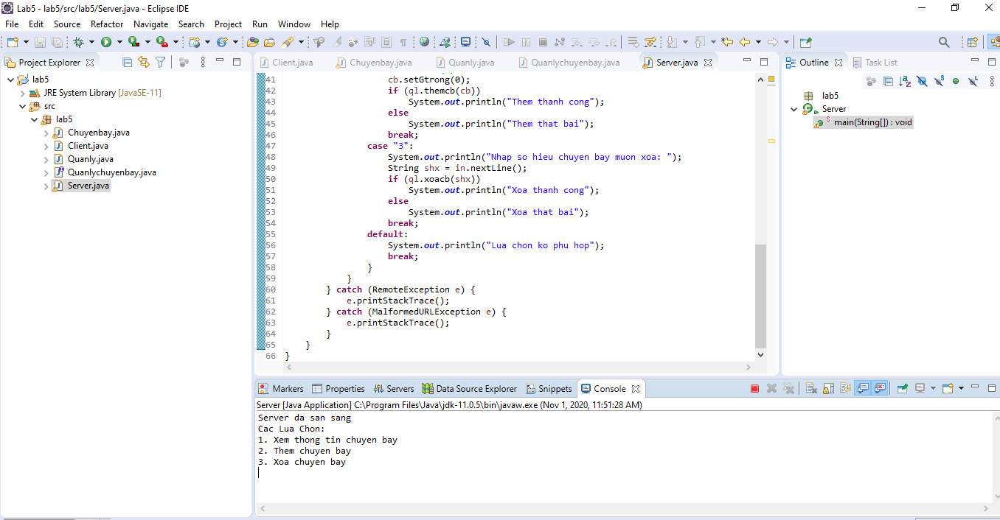 Lab5 - lab5/src/lab5/Server.java - Eclipse IDE
File Edit Source Refactor Navigate Search Project Run Window Help
Project Explorer
lab5
JRE System Library [JavaSE-11]
src
lab5
Chuyenbay.java
Client.java
Quanly.java
Quanlychuyenbay.java
Server.java
Client.java Chuyenbay.java Quanly.java Quanlychuyenbay.java Server.java
41 cb.setGtrong(0);
42 if (ql.themcb(cb))
43 System.out.println("Them thanh cong");
44 else
45 System.out.println("Them that bai");
46 break;
47 case "3":
48 System.out.println("Nhap so hieu chuyen bay muon xoa: ");
49 String shx = in.nextLine();
50 if (ql.xoacb(shx))
51 System.out.println("Xoa thanh cong");
52 else
53 System.out.println("Xoa that bai");
54 break;
55 default:
56 System.out.println("Lua chon ko phu hop");
57 break;
58 }
59 }
60 } catch (RemoteException e) {
61 e.printStackTrace();
62 } catch (MalformedURLException e) {
63 e.printStackTrace();
64 }
65 }
66 }
Outline Task List
lab5
Server
main(String[]) : void
Markers Properties Servers Data Source Explorer Snippets Console
Server [Java Application] C:\Program Files\Java\jdk-11.0.5\bin\javaw.exe (Nov 1, 2020, 11:51:28 AM)
Server da san sang
Cac Lua Chon:
1. Xem thong tin chuyen bay
2. Them chuyen bay
3. Xoa chuyen bay